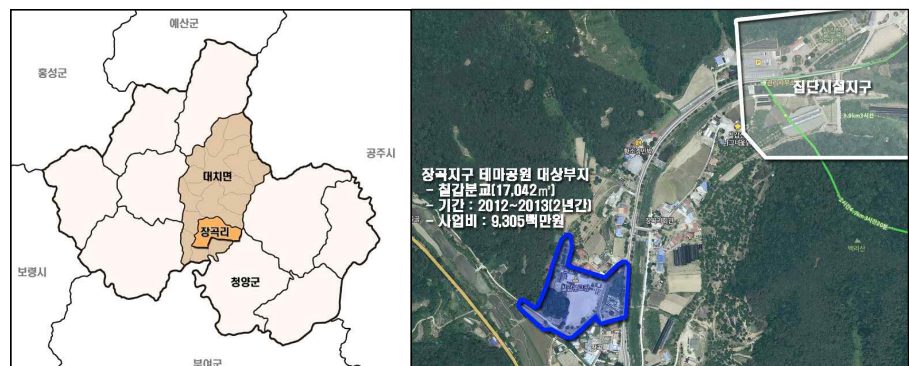 예산군
홍성군
공주시
대치면
장곡리
보령시
청양군
부여군
집단시설지구
장곡지구 테마공원 대상부지
- 칠갑분교(17,042㎡)
- 기간 : 2012~2013(2년간)
- 사업비 : 9,305백만원